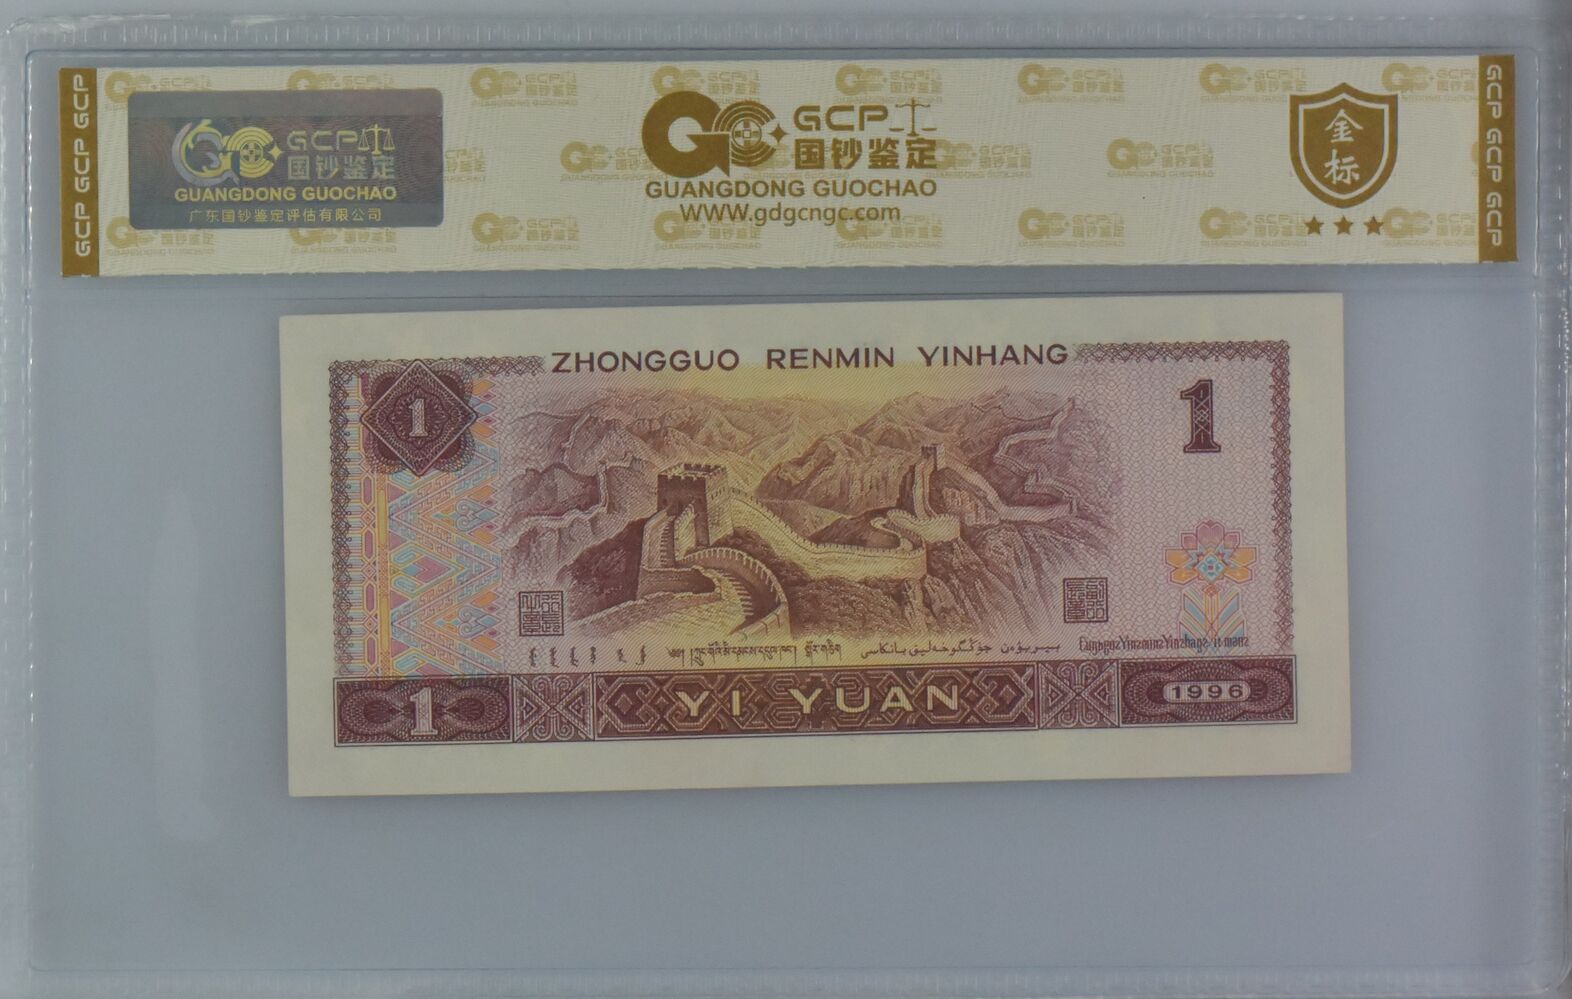 GCP GCP GCP
GCP
国钞鉴定
GUANGDONG GUOCHAO
广东国钞鉴定评估有限公司
GCP
国钞鉴定
GUANGDONG GUOCHAO
WWW.gdgcngc.com
金
标
GCP GCP GCP
ZHONGGUO RENMIN YINHANG
1
1
YI YUAN
1
1996